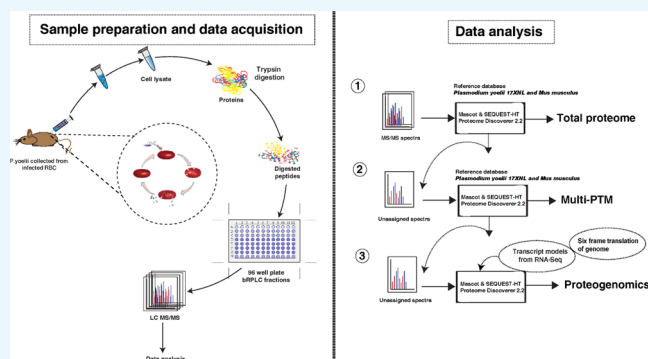 Sample preparation and data acquisition
Cell lysate
Trypsin
digestion
Proteins
P.yoelii collected from
infected RBC
Digested
peptides
96 well plate
bRPLC fractions
LC MS/MS
Data analysis
Data analysis
1
Reference database
Plasmodium yoelii 17XNL and Mus musculus
Mascot & SEQUEST-HT
Proteome Discoverer 2.2
Total proteome
MS/MS spectra
2
Reference database
Plasmodium yoelii 17XNL and Mus musculus
Mascot & SEQUEST-HT
Proteome Discoverer 2.2
Multi-PTM
Unassigned spectra
3
Six frame translation
of genome
Transcript models
from RNA-Seq
Mascot & SEQUEST-HT
Proteome Discoverer 2.2
Proteogenomics
Unassigned spectra